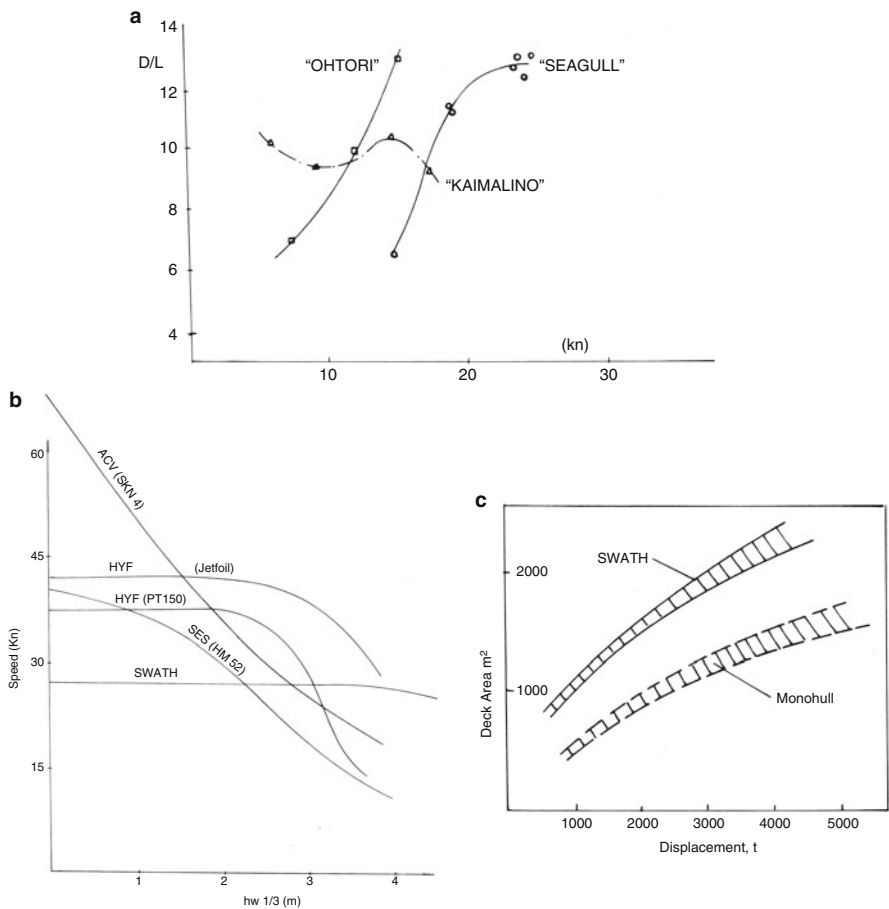 a
14
D/L
12
10
8
6
4
"OHTORI"
"SEAGULL"
"KAIMALINO"
(kn)
10
20
30
b
60
45
30
15
Speed (Kn)
ACV (SKN 4)
HYF
(Jetfoil)
HYF (PT150)
SES (HM 52)
SWATH
1
2
3
4
hw 1/3 (m)
c
2000
1000
Deck Area m²
SWATH
Monohull
1000
2000
3000
4000
5000
Displacement, t